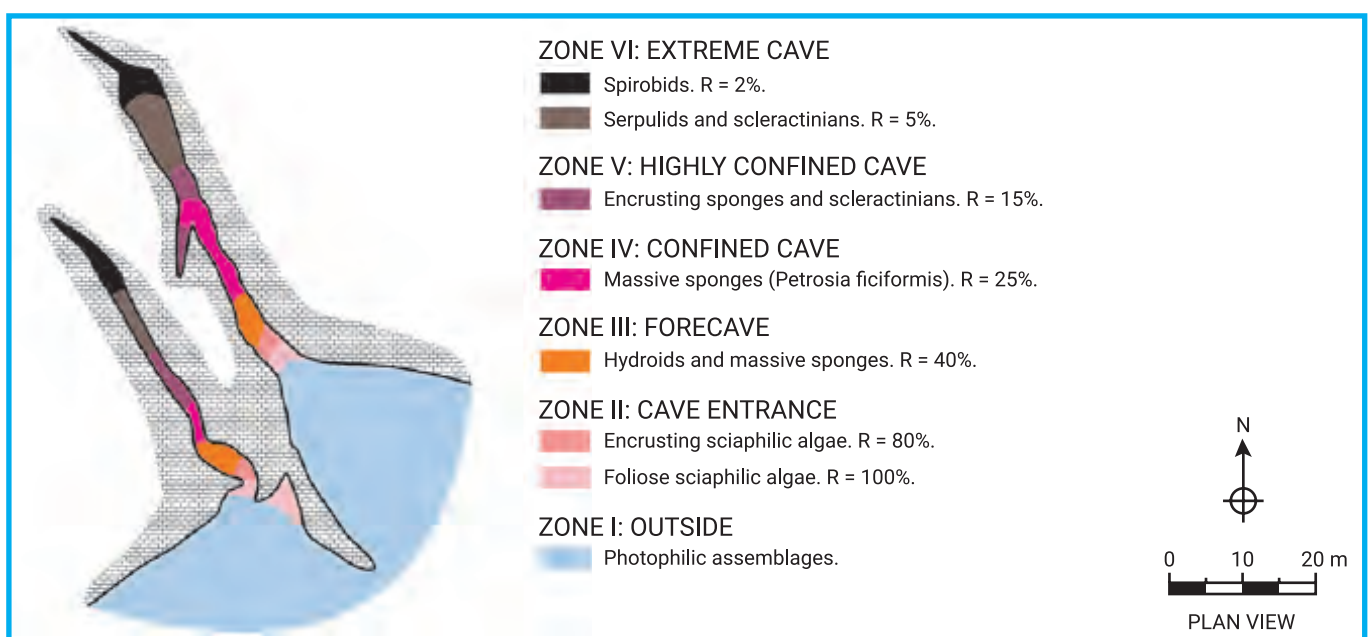 ZONE VI: EXTREME CAVE
Spirobids. R = 2%.
Serpulids and scleractinians. R = 5%.
ZONE V: HIGHLY CONFINED CAVE
Encrusting sponges and scleractinians. R = 15%.
ZONE IV: CONFINED CAVE
Massive sponges (Petrosia ficiformis). R = 25%.
ZONE III: FORECAVE
Hydroids and massive sponges. R = 40%.
ZONE II: CAVE ENTRANCE
Encrusting sciaphilic algae. R = 80%.
Foliose sciaphilic algae. R = 100%.
ZONE I: OUTSIDE
Photophilic assemblages.
N
0 10 20 m
PLAN VIEW